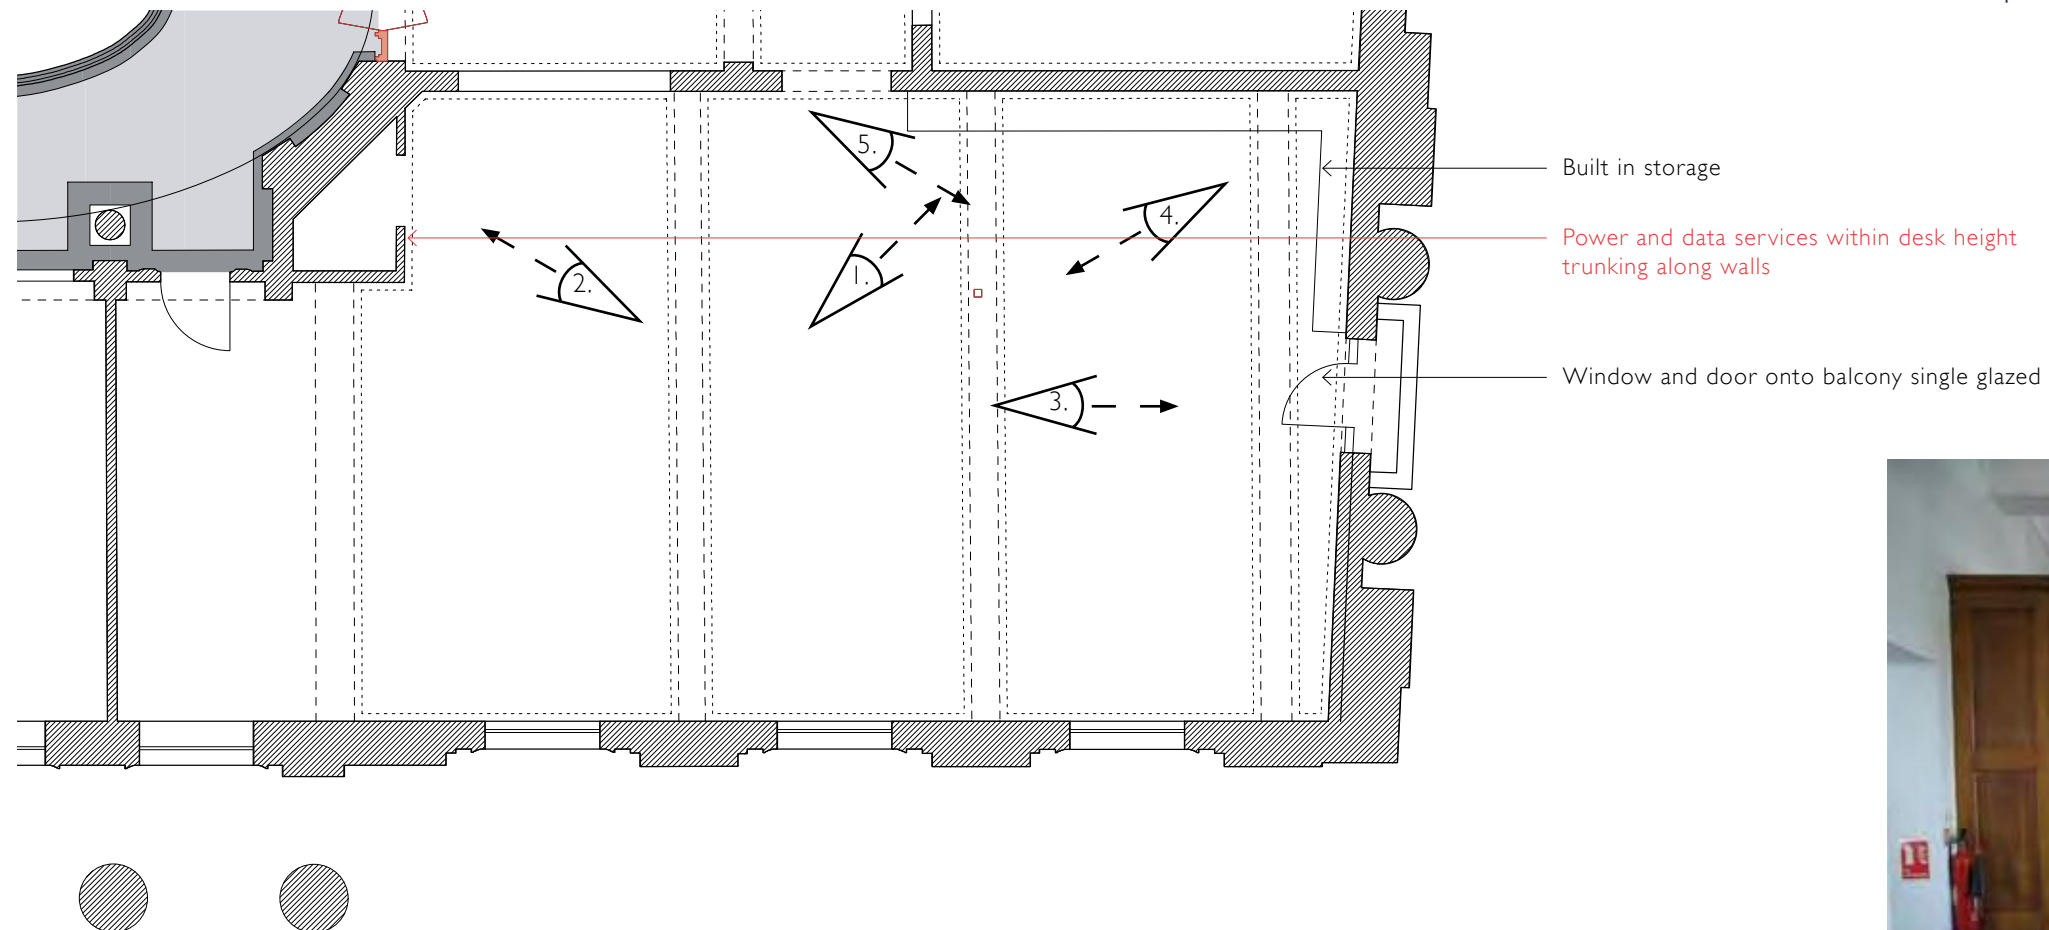 5.
4.
2.
1.
3.
Built in storage
Power and data services within desk height
trunking along walls
Window and door onto balcony single glazed